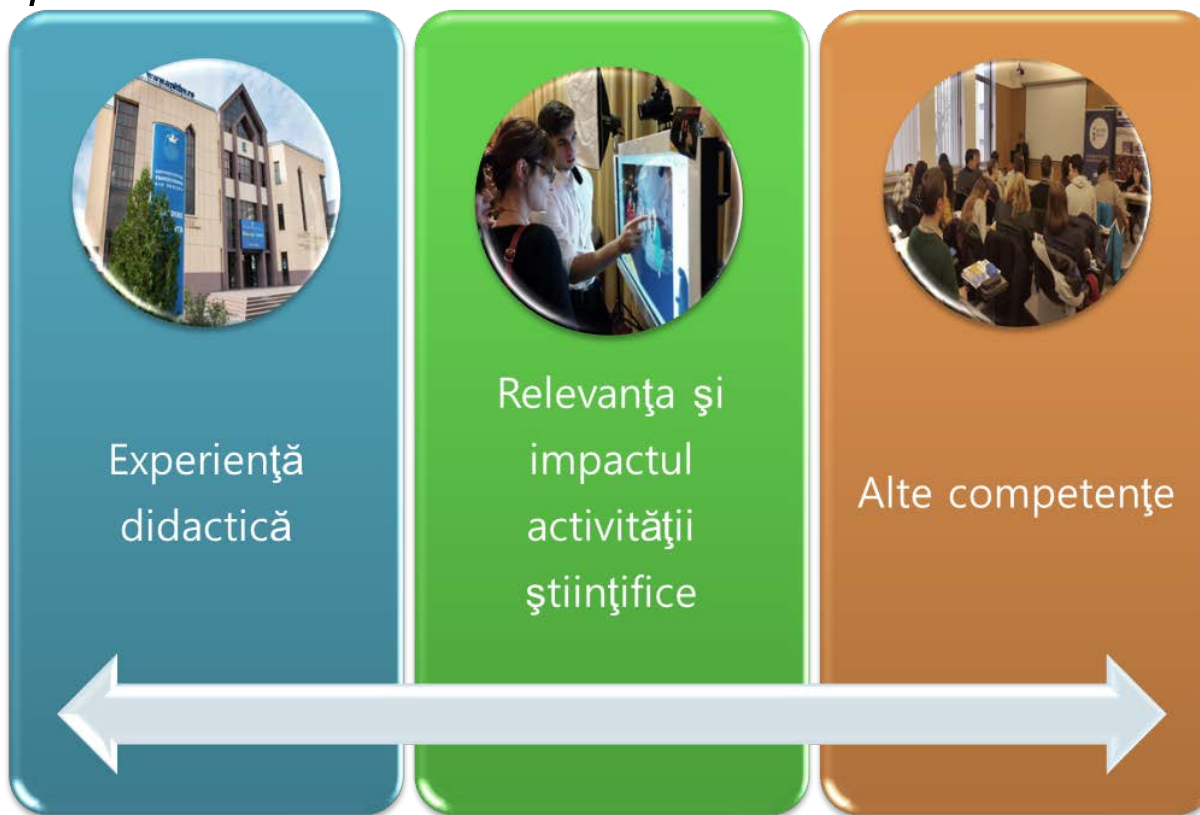 Experienţă
didactică
Relevanţa şi
impactul
activităţii
ştiinţifice
Alte competenţe